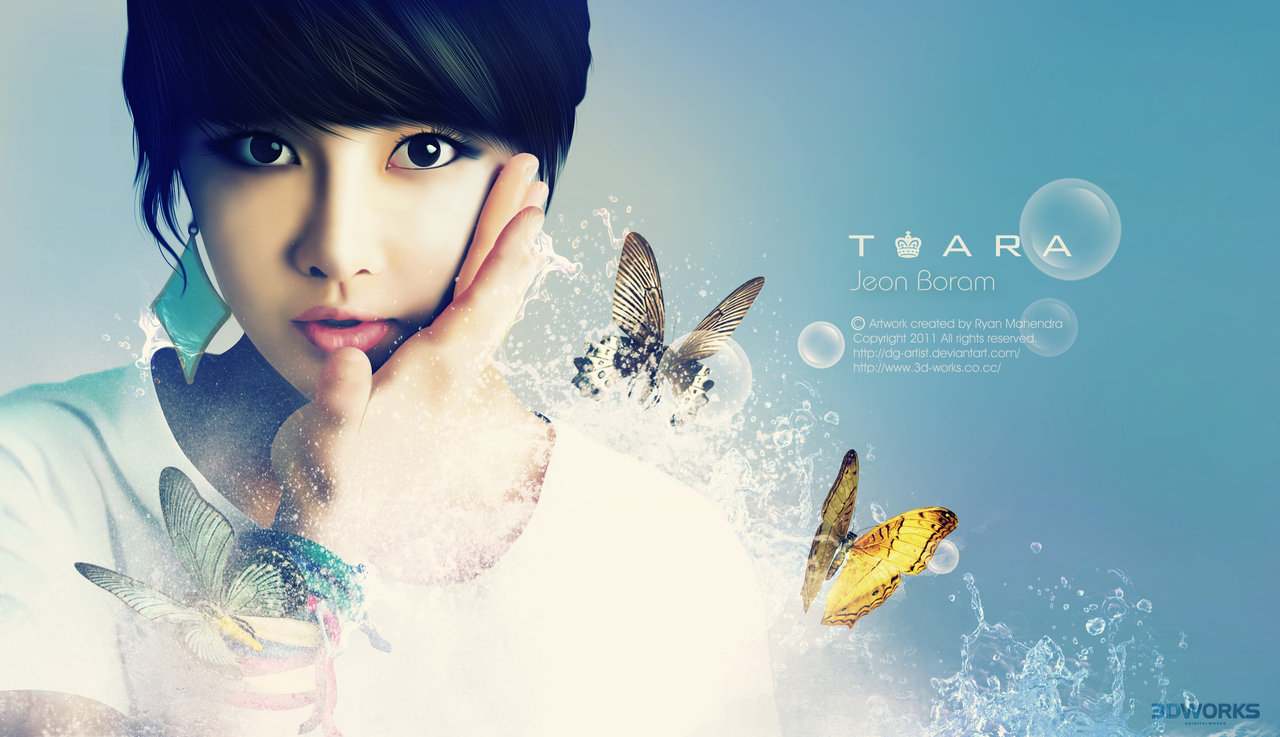 T ARA
Jeon Boram
© Artwork created by Ryan Mahendra
Copyright 2011 All rights reserved.
http://dg-artist.deviantart.com/
http://www.3d-works.co.cc/
3DWORKS